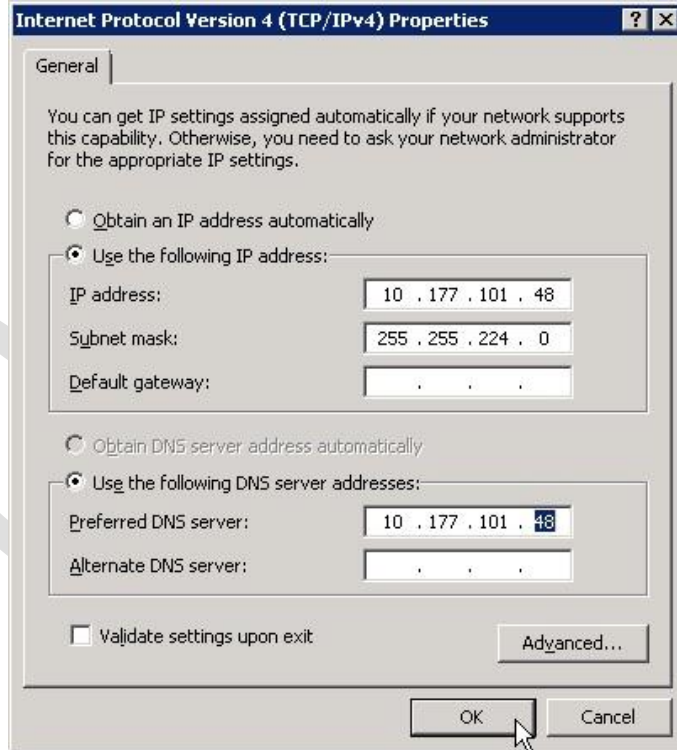 Internet Protocol Version 4 (TCP/IPv4) Properties
General
You can get IP settings assigned automatically if your network supports
this capability. Otherwise, you need to ask your network administrator
for the appropriate IP settings.
Obtain an IP address automatically
Use the following IP address:
IP address: 10 . 177 . 101 . 48
Subnet mask: 255 . 255 . 224 . 0
Default gateway: . . .
Obtain DNS server address automatically
Use the following DNS server addresses:
Preferred DNS server: 10 . 177 . 101 . 48
Alternate DNS server: . . .
Validate settings upon exit
Advanced...
OK Cancel